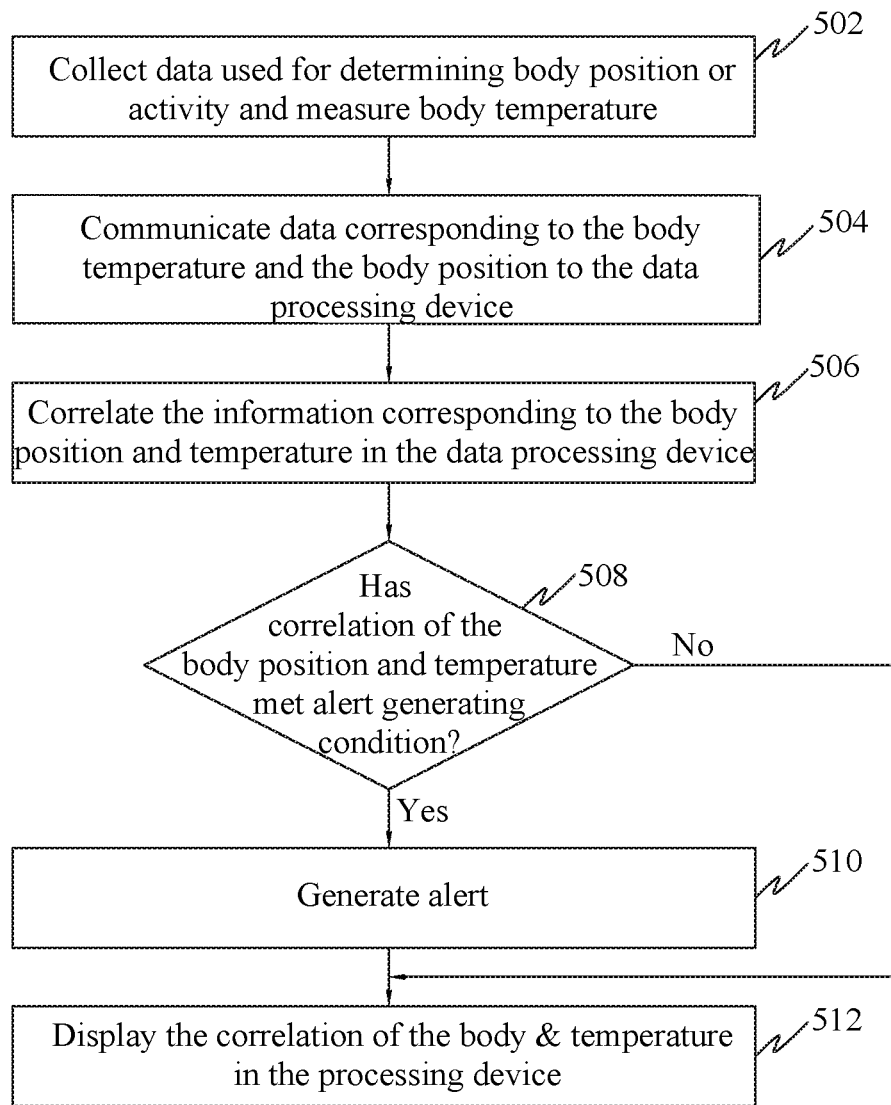 502
Collect data used for determining body position or
activity and measure body temperature
504
Communicate data corresponding to the body
temperature and the body position to the data
processing device
506
Correlate the information corresponding to the body
position and temperature in the data processing device
508
Has
correlation of the
body position and temperature
met alert generating
condition?
No
Yes
510
Generate alert
512
Display the correlation of the body & temperature
in the processing device